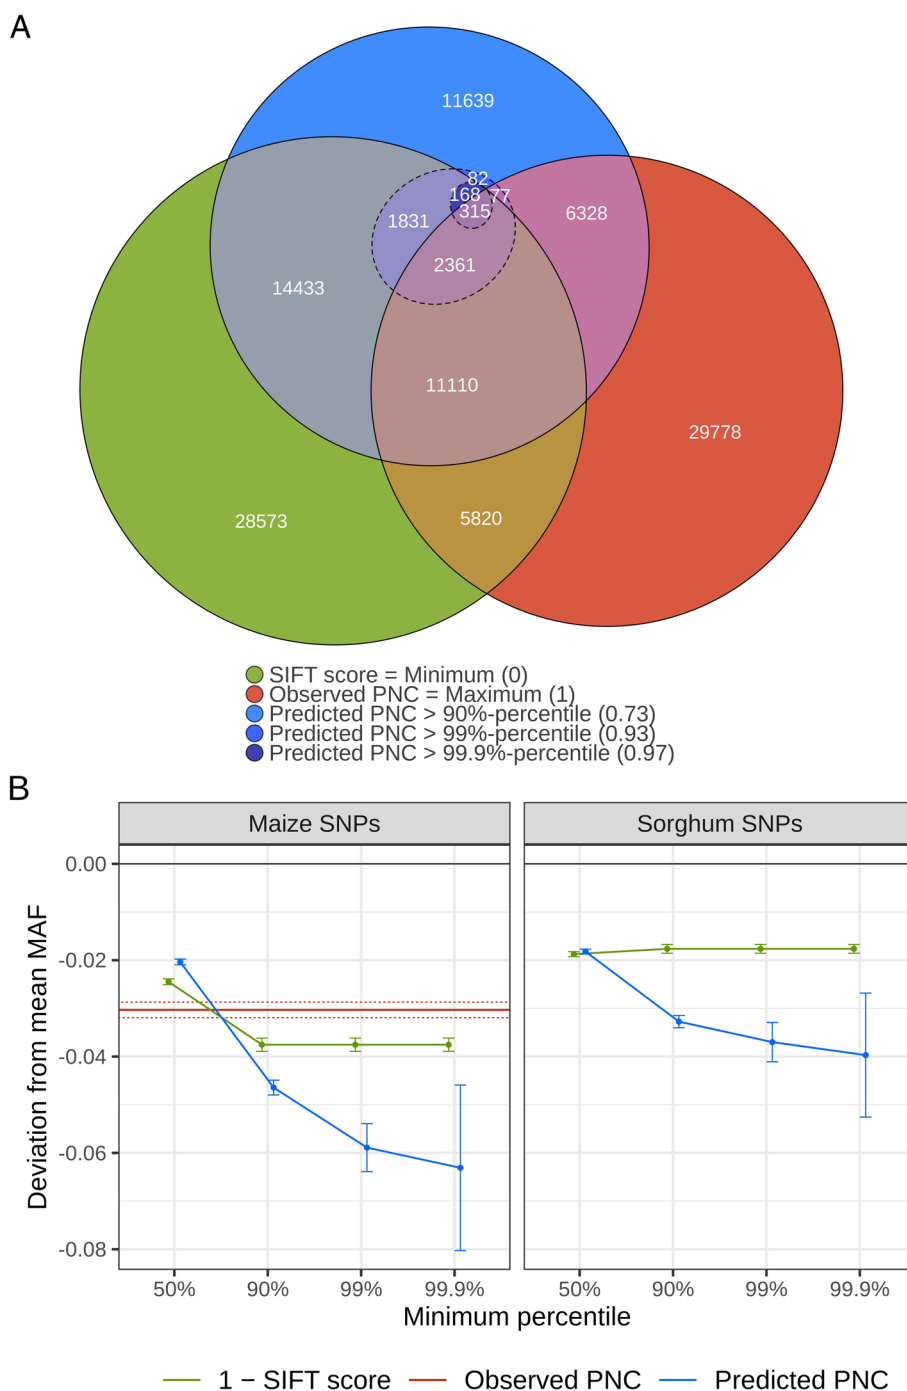 A
11639
82
168 77
315
1831
6328
2361
14433
11110
29778
28573
5820
SIFT score = Minimum (0)
Observed PNC = Maximum (1)
Predicted PNC > 90%-percentile (0.73)
Predicted PNC > 99%-percentile (0.93)
Predicted PNC > 99.9%-percentile (0.97)
B
Maize SNPs
Sorghum SNPs
Deviation from mean MAF
0.00
-0.02
-0.04
-0.06
-0.08
50% 90% 99% 99.9%
50% 90% 99% 99.9%
Minimum percentile
1 − SIFT score
Observed PNC
Predicted PNC